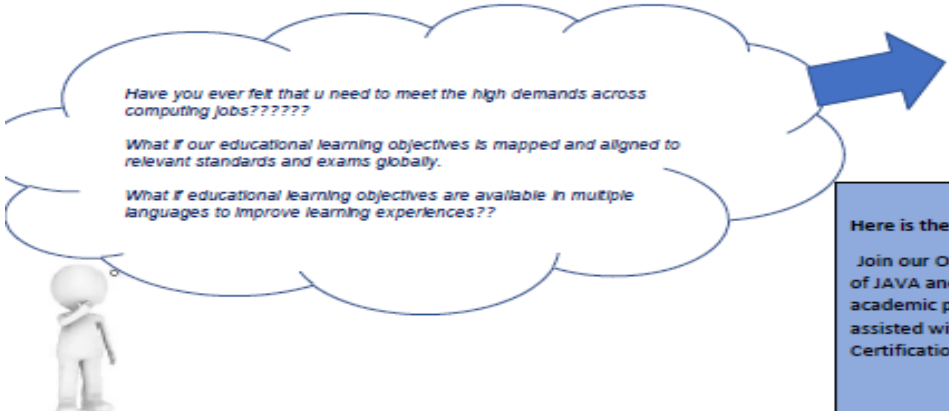 Have you ever felt that u need to meet the high demands across
computing jobs??????
What if our educational learning objectives is mapped and aligned to
relevant standards and exams globally.
What if educational learning objectives are available in multiple
languages to improve learning experiences??
Here is the
Join our O
of JAVA an
academic p
assisted wi
Certificatio